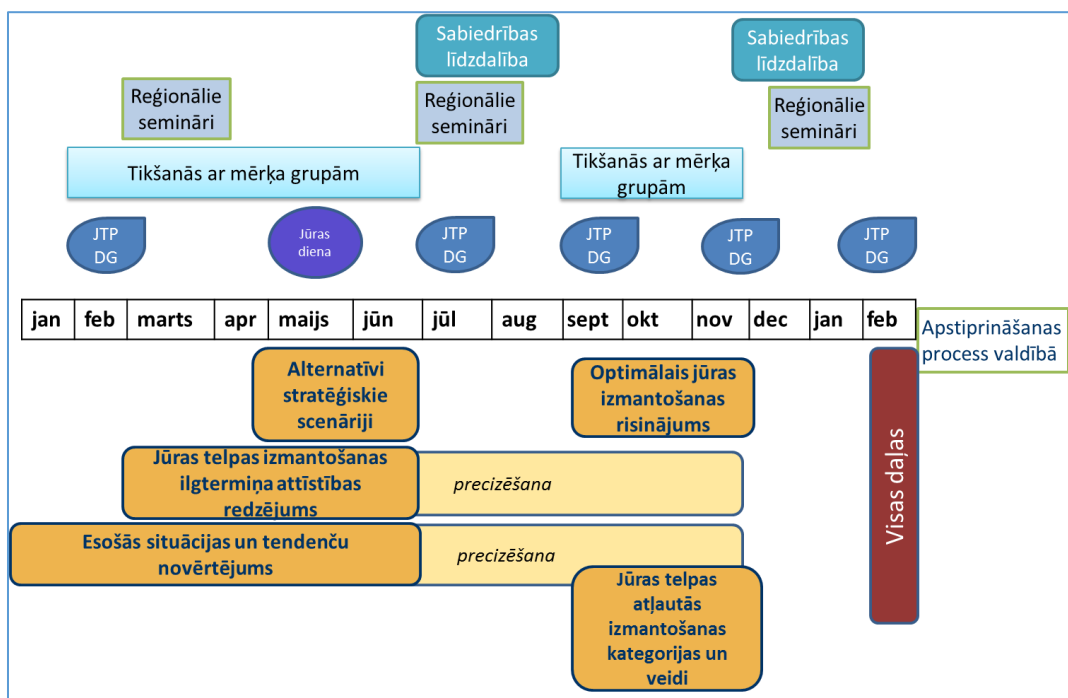 Sabiedrības
līdzdalība
Sabiedrības
līdzdalība
Reģionālie
semināri
Reģionālie
semināri
Reģionālie
semināri
Tikšanās ar mērķa grupām
Tikšanās ar mērķa
grupām
JTP
DG
Jūras
diena
JTP
DG
JTP
DG
JTP
DG
JTP
DG
jan feb marts apr maijs jūn jūl aug sept okt nov dec jan feb
Apstiprināšanas
process valdībā
Alternatīvi
stratēģiskie
scenāriji
Optimālais jūras
izmantošanas
risinājums
Jūras telpas izmantošanas
ilgtermiņa attīstības
redzējums
precizēšana
Esošās situācijas un tendenču
novērtējums
precizēšana
Jūras telpas
atļautās
izmantošanas
kategorijas un
veidi
Visas daļas